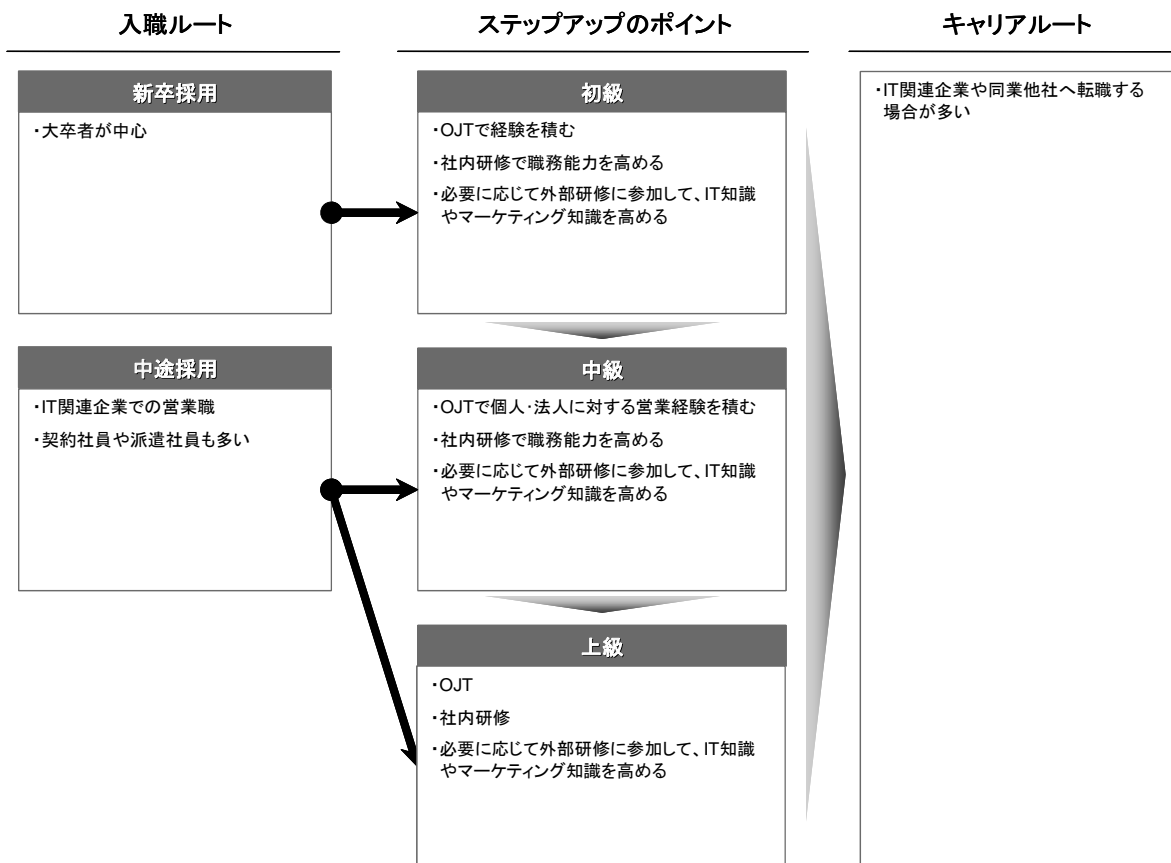 入職ルート
新卒採用
・大卒者が中心
中途採用
・IT関連企業での営業職
・契約社員や派遣社員も多い
ステップアップのポイント
初級
・OJTで経験を積む
・社内研修で職務能力を高める
・必要に応じて外部研修に参加して、IT知識
やマーケティング知識を高める
中級
・OJTで個人・法人に対する営業経験を積む
・社内研修で職務能力を高める
・必要に応じて外部研修に参加して、IT知識
やマーケティング知識を高める
上級
・OJT
・社内研修
・必要に応じて外部研修に参加して、IT知識
やマーケティング知識を高める
キャリアルート
・IT関連企業や同業他社へ転職する
場合が多い